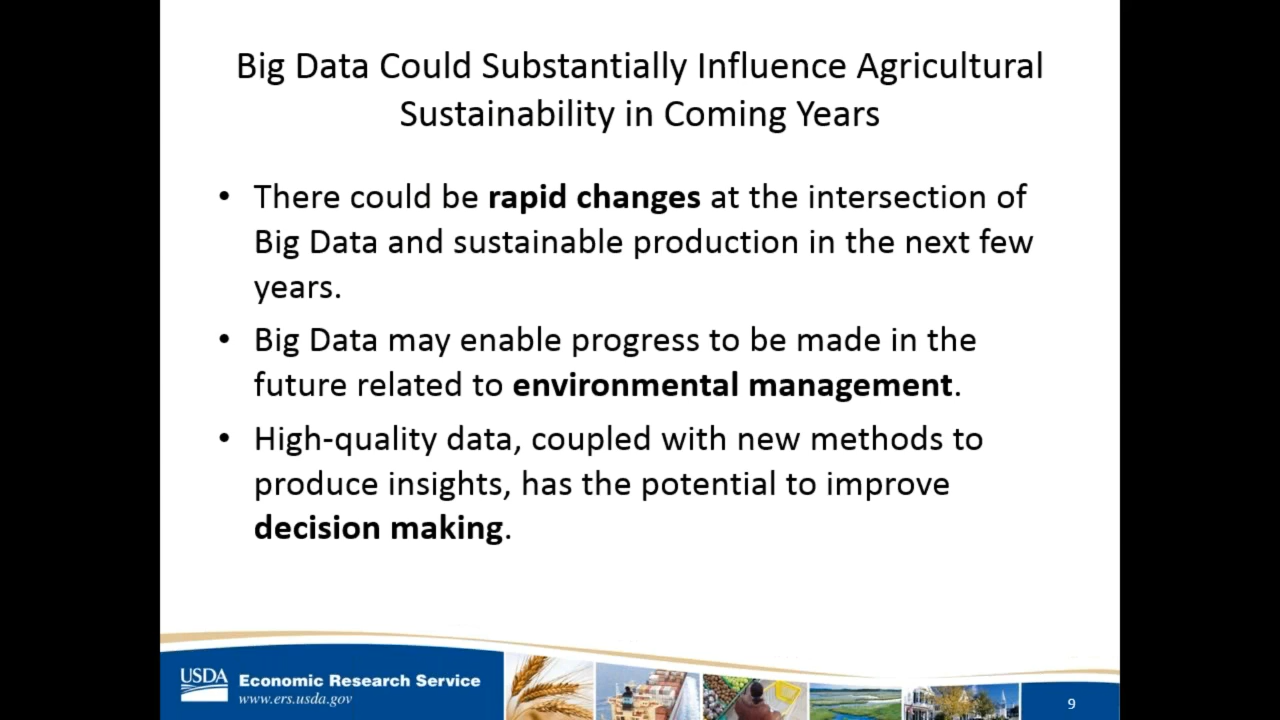 Big Data Could Substantially Influence Agricultural
Sustainability in Coming Years
• There could be rapid changes at the intersection of
Big Data and sustainable production in the next few
years.
• Big Data may enable progress to be made in the
future related to environmental management.
• High-quality data, coupled with new methods to
produce insights, has the potential to improve
decision making.
USDA
Economic Research Service
www.ers.usda.gov
9